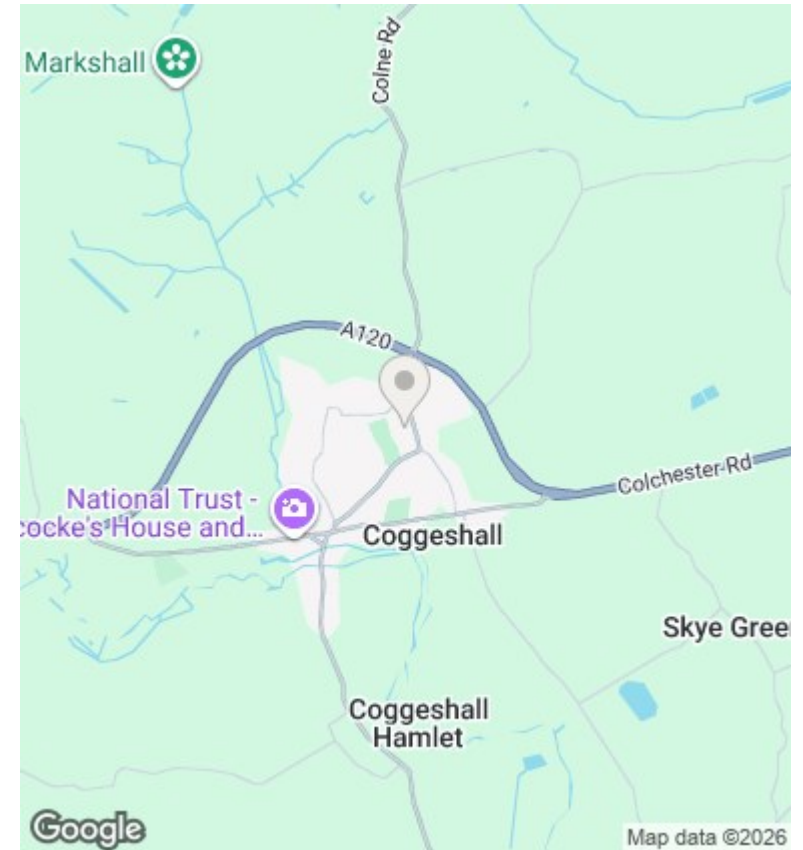 Markshall
Colne Rd
A120
Colchester Rd
National Trust -
cocke's House and...
Coggeshall
Skye Gree
Coggeshall
Hamlet
Google
Map data ©2026